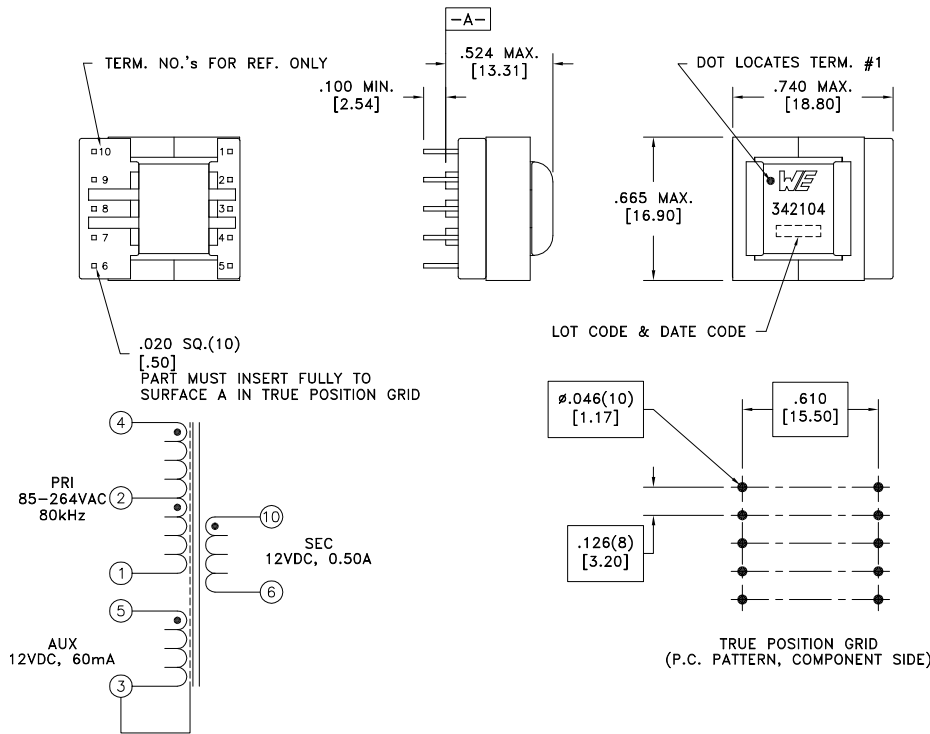 -A-
TERM. NO.'s FOR REF. ONLY
.524 MAX.
[13.31]
.100 MIN.
[2.54]
DOT LOCATES TERM. #1
.740 MAX.
[18.80]
10
9
8
7
6
1
2
3
4
5
.665 MAX.
[16.90]
WE
342104
LOT CODE & DATE CODE
.020 SQ.(10)
[.50]
PART MUST INSERT FULLY TO
SURFACE A IN TRUE POSITION GRID
4
PRI
85-264VAC
80kHz
2
1
5
AUX
12VDC, 60mA
3
10
SEC
12VDC, 0.50A
6
ø.046(10)
[1.17]
.610
[15.50]
.126(8)
[3.20]
TRUE POSITION GRID
(P.C. PATTERN, COMPONENT SIDE)